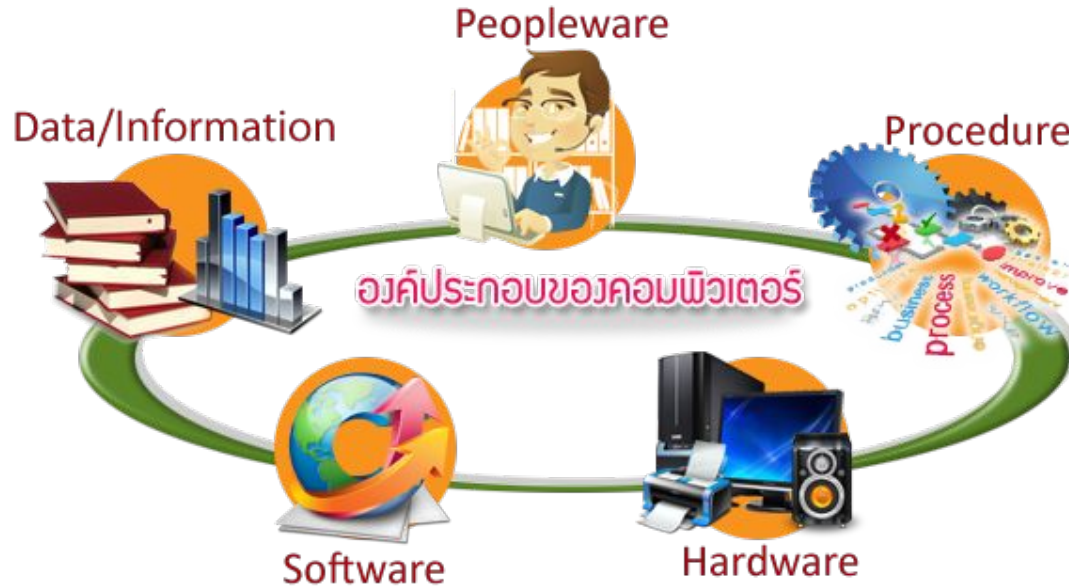 Peopleware
Data/Information
Procedure
องค์ประกอบของคอมพิวเตอร์
improve
workflow
business
process
Software
Hardware